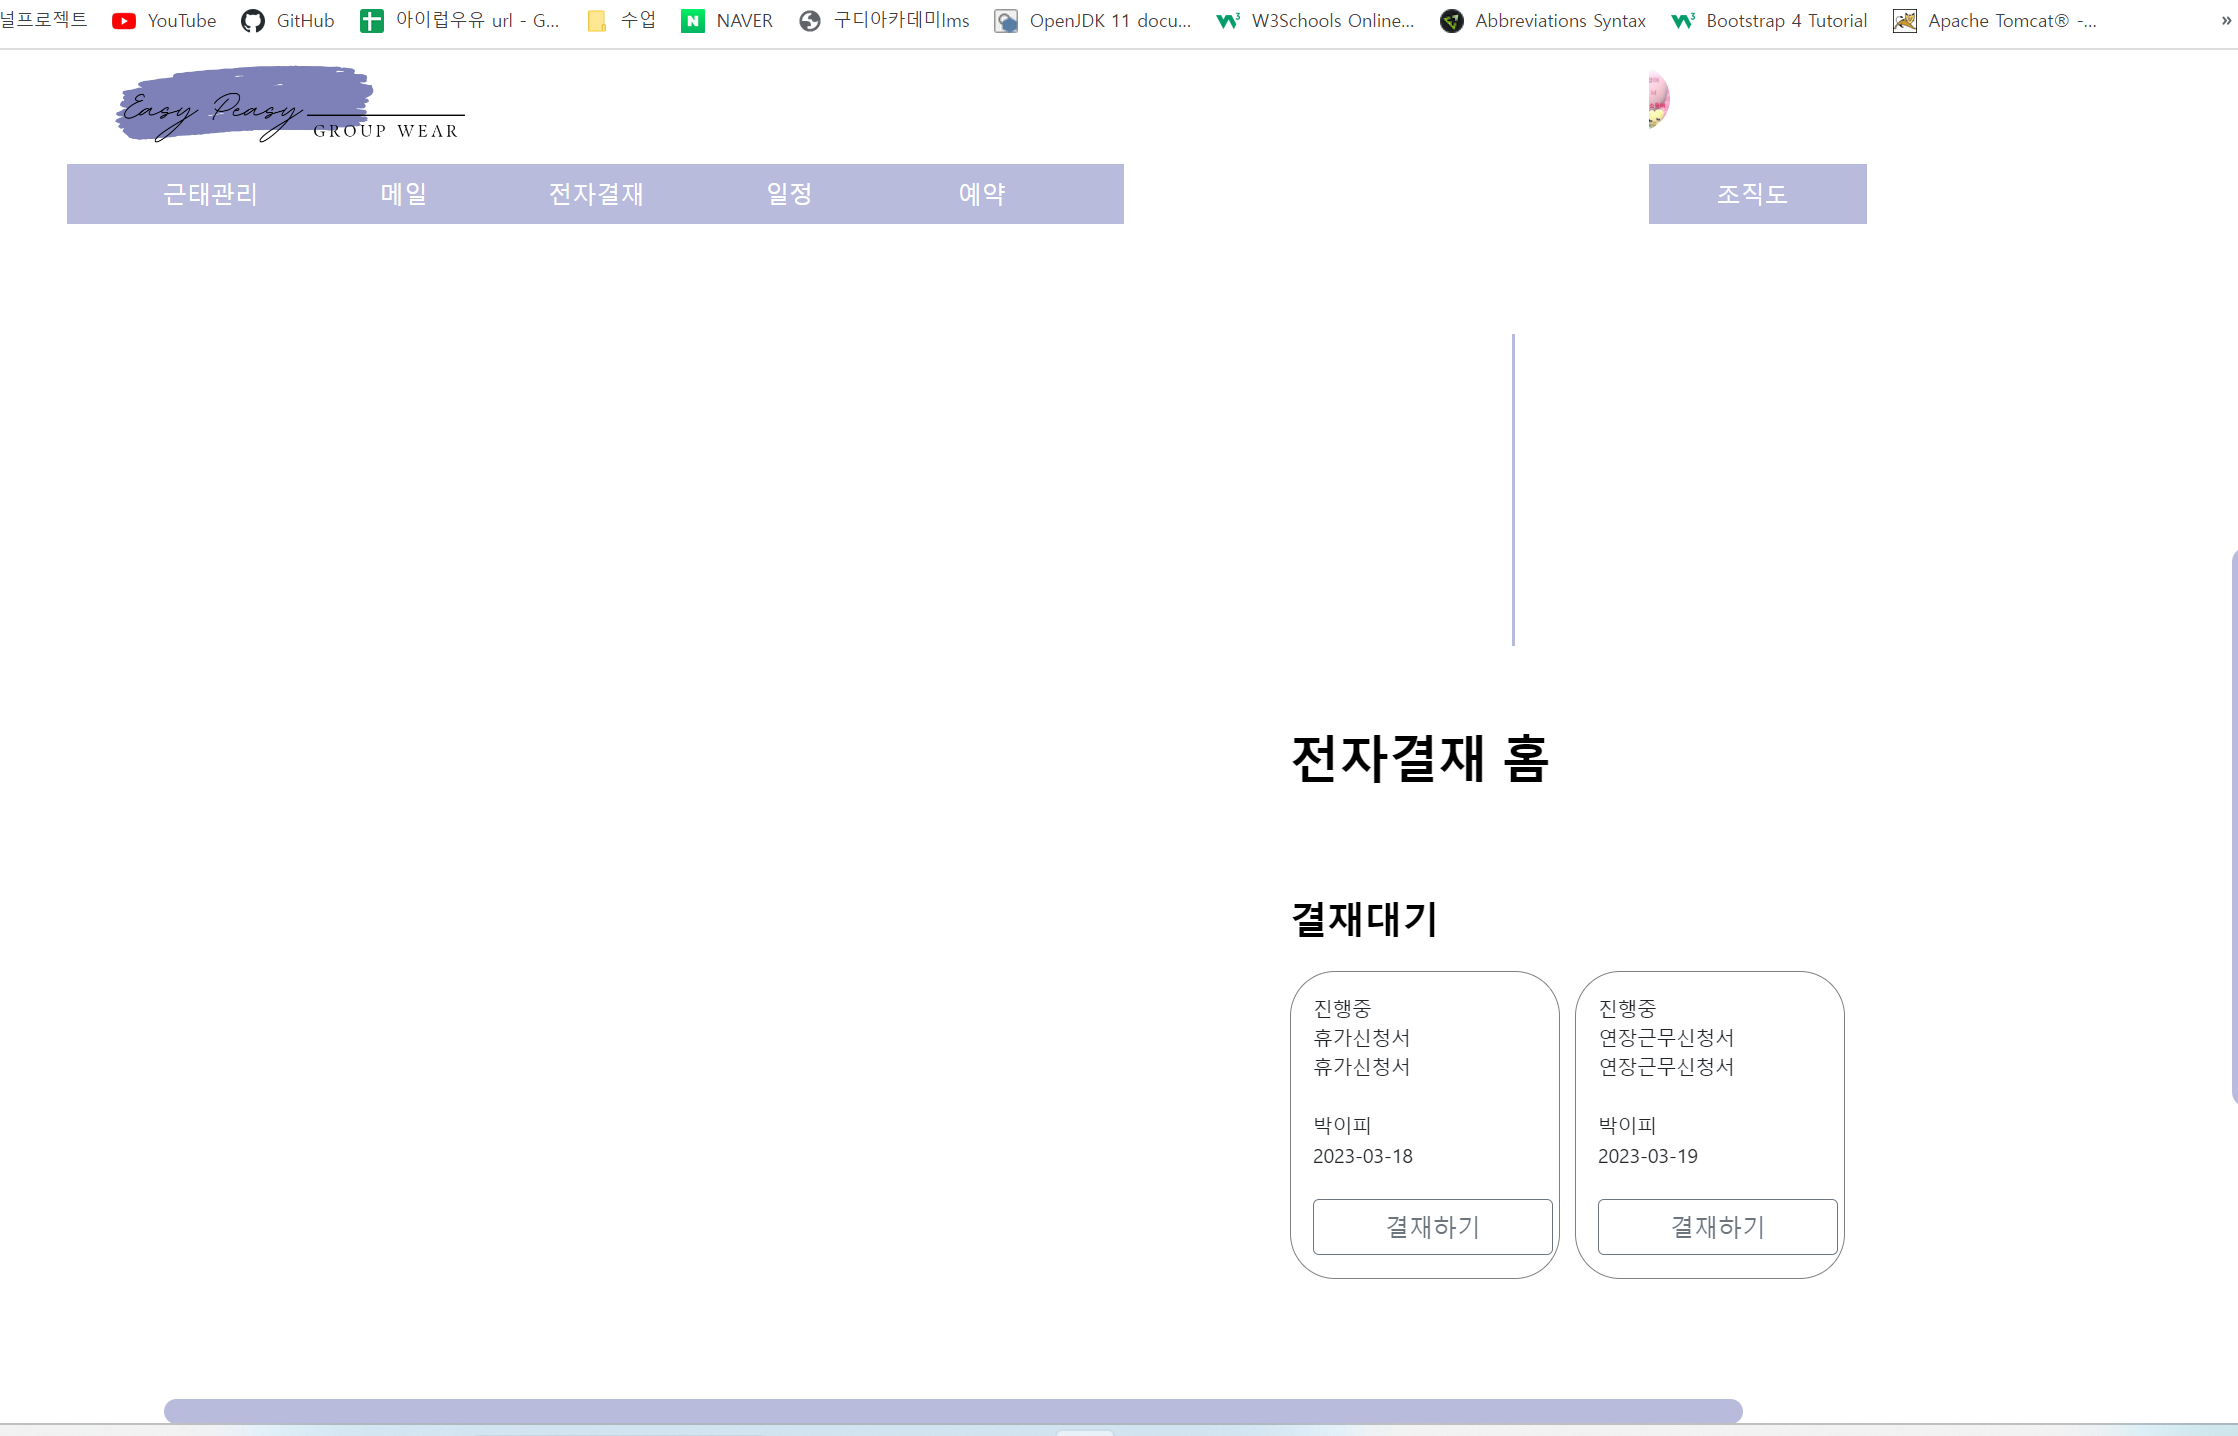 널프로젝트 YouTube GitHub 아이럽우유 url - G... 수업 NAVER 구디아카데미lms OpenJDK 11 docu... W3Schools Online... Abbreviations Syntax Bootstrap 4 Tutorial Apache Tomcat® -... »
Easy Peasy
GROUP WEAR
근태관리 메일 전자결재 일정 예약 조직도
전자결재 홈
결재대기
진행중
휴가신청서
휴가신청서
박이피
2023-03-18
결재하기
진행중
연장근무신청서
연장근무신청서
박이피
2023-03-19
결재하기